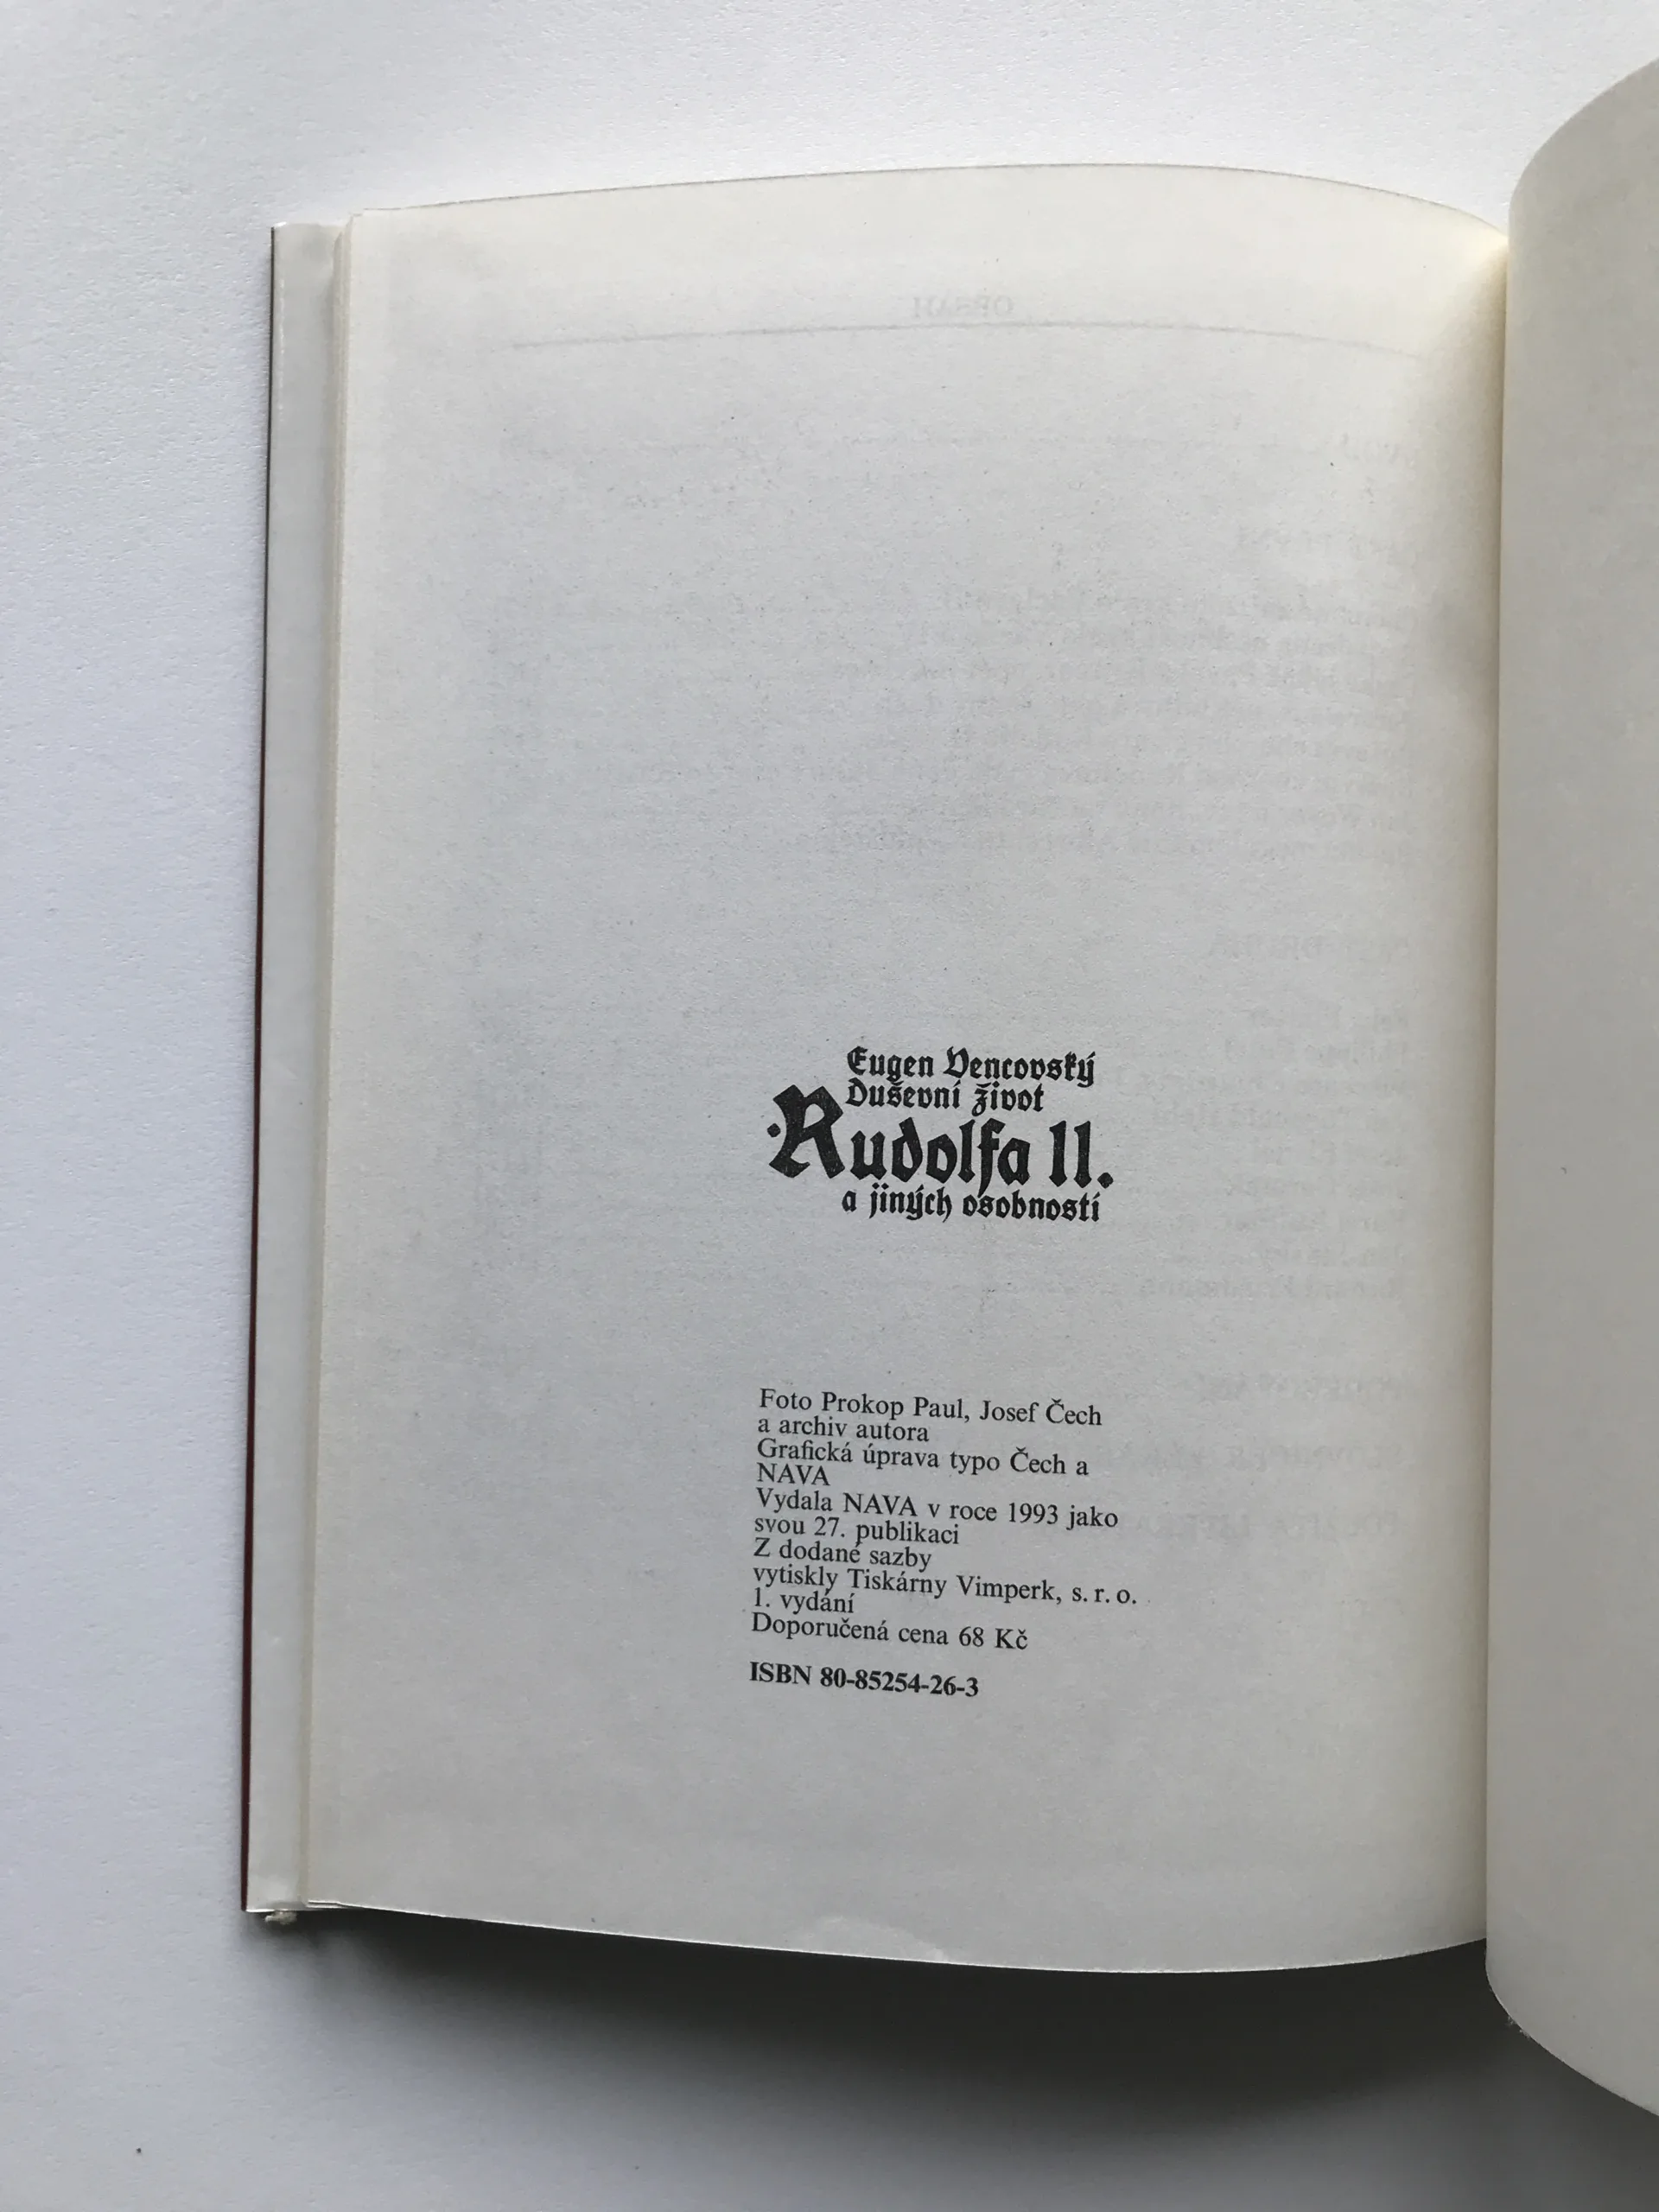 Eugen Vencovský
Duševní život
Rudolfa II.
a jiných osobností
Foto Prokop Paul, Josef Čech
a archiv autora
Grafická úprava typo Čech a
NAVA
Vydala NAVA v roce 1993 jako
svou 27. publikaci
Z dodané sazby
vytiskly Tiskárny Vimperk, s. r. o.
1. vydání
Doporučená cena 68 Kč
ISBN 80-85254-26-3